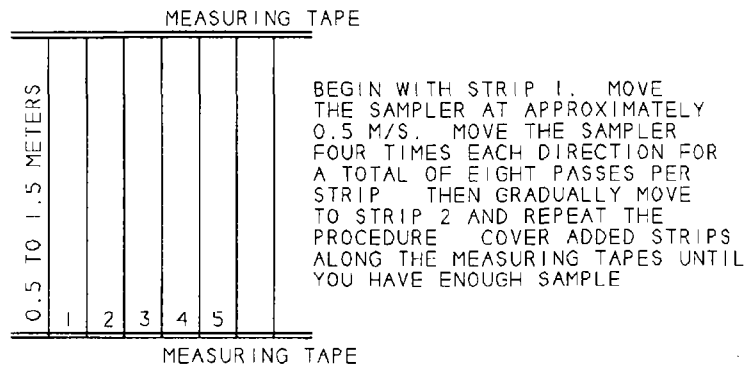 MEASURING TAPE
0.5 TO 1.5 METERS
1 2 3 4 5
BEGIN WITH STRIP 1. MOVE
THE SAMPLER AT APPROXIMATELY
0.5 M/S. MOVE THE SAMPLER
FOUR TIMES EACH DIRECTION FOR
A TOTAL OF EIGHT PASSES PER
STRIP THEN GRADUALLY MOVE
TO STRIP 2 AND REPEAT THE
PROCEDURE COVER ADDED STRIPS
ALONG THE MEASURING TAPES UNTIL
YOU HAVE ENOUGH SAMPLE
MEASURING TAPE